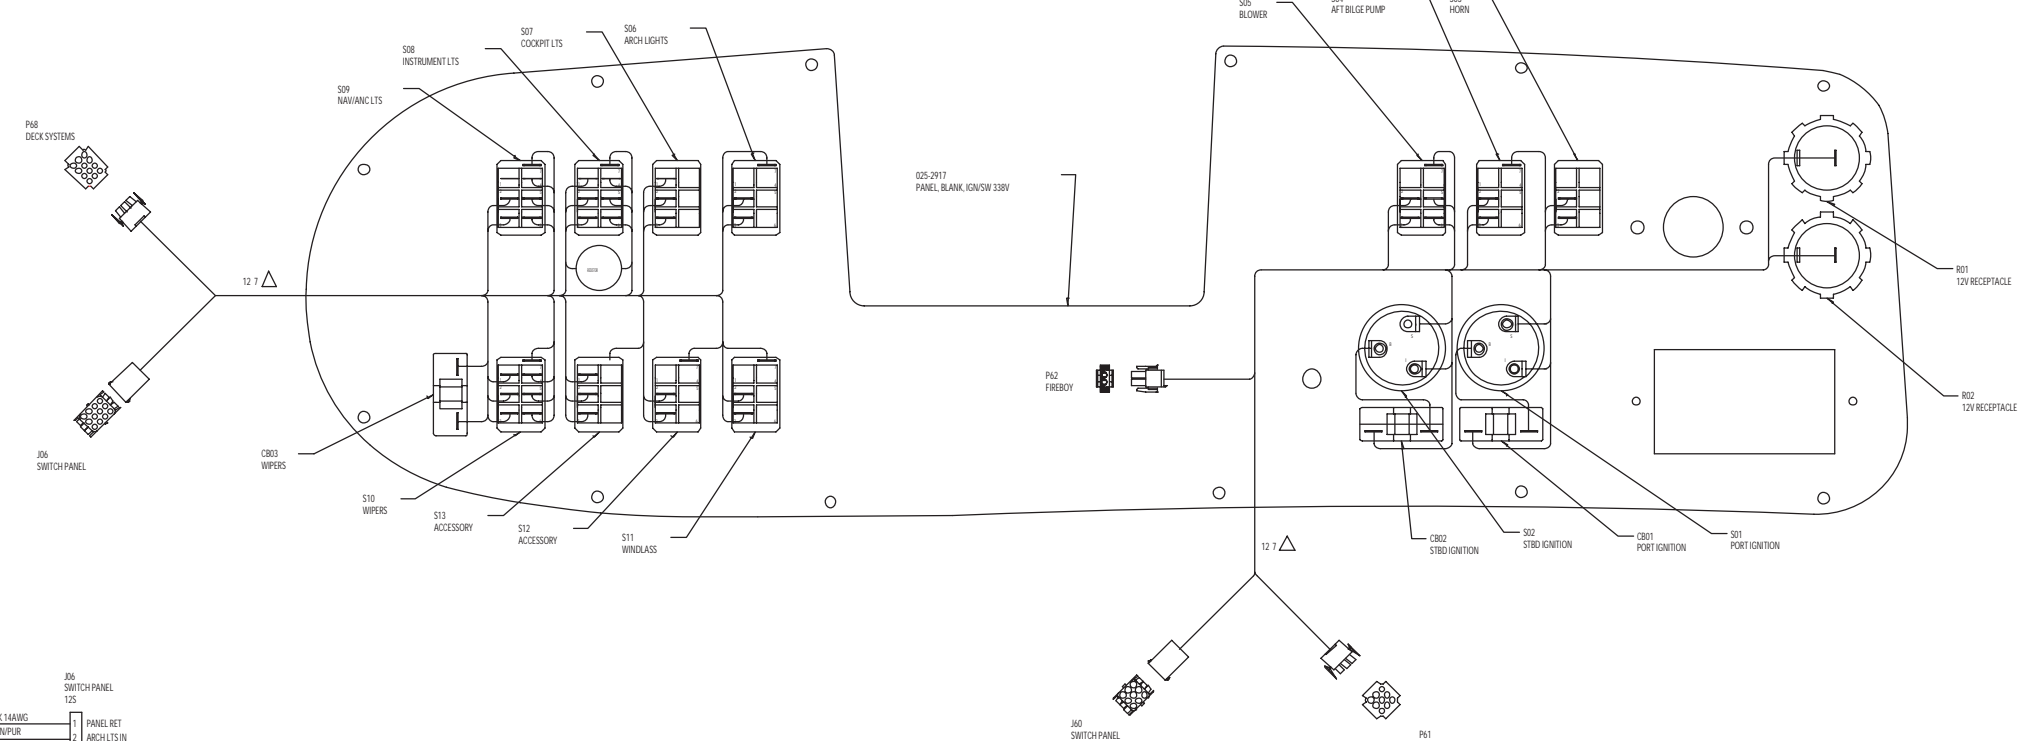 S05
BLOWER
AFT BILGE PUMP
HORN
S06
ARCH LIGHTS
S07
COCKPIT LTS
S08
INSTRUMENT LTS
S09
NAV/ANC LTS
P68
DECK SYSTEMS
025-2917
PANEL, BLANK, IGN/SW 338V
12 7
R01
12V RECEPTACLE
R02
12V RECEPTACLE
P62
FIREBOY
J06
SWITCH PANEL
CB03
WIPERS
S10
WIPERS
S13
ACCESSORY
S12
ACCESSORY
S11
WINDLASS
CB02
STBD IGNITION
S02
STBD IGNITION
CB01
PORT IGNITION
S01
PORT IGNITION
12 7
J06
SWITCH PANEL
12S
14AWG
1 PANEL RET
N/PUR
2 ARCH LTS IN
J60
SWITCH PANEL
P61